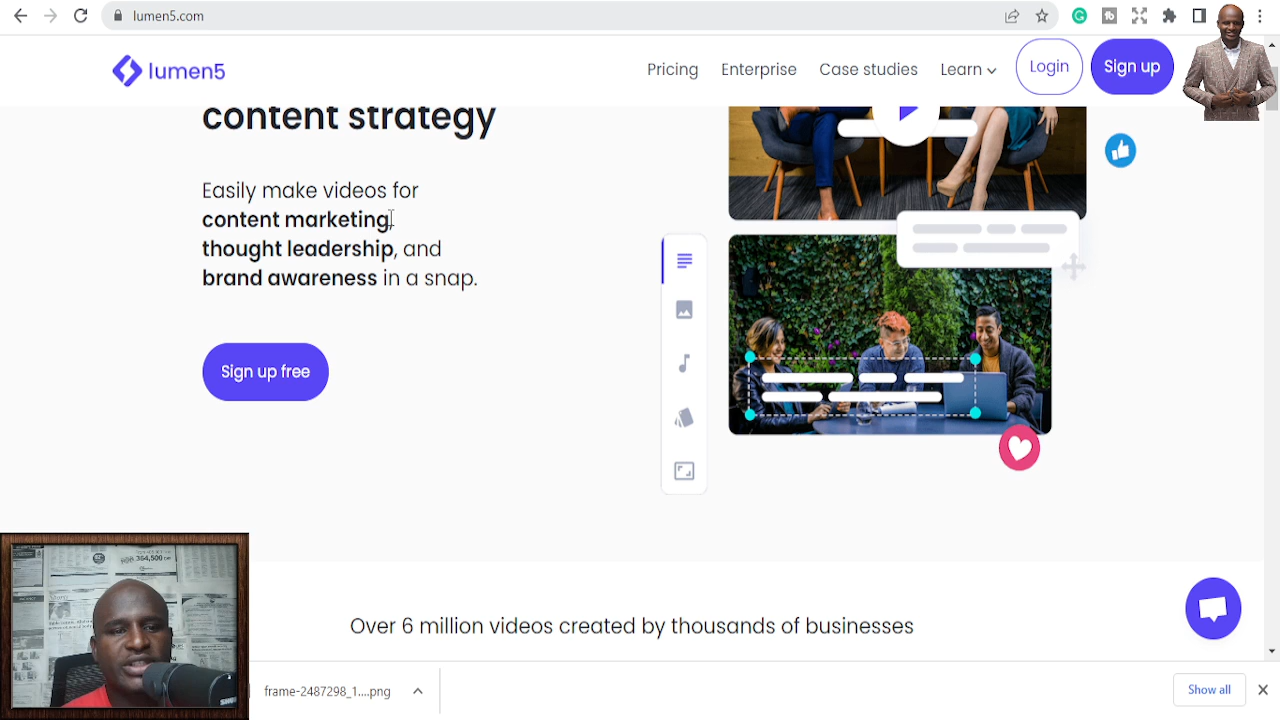 lumen5.com
lumen5
Pricing
Enterprise
Case studies
Learn
Login
Sign up
content strategy
Easily make videos for
content marketing,
thought leadership, and
brand awareness in a snap.
Sign up free
Over 6 million videos created by thousands of businesses
364,500
frame-2487298_1....png
Show all